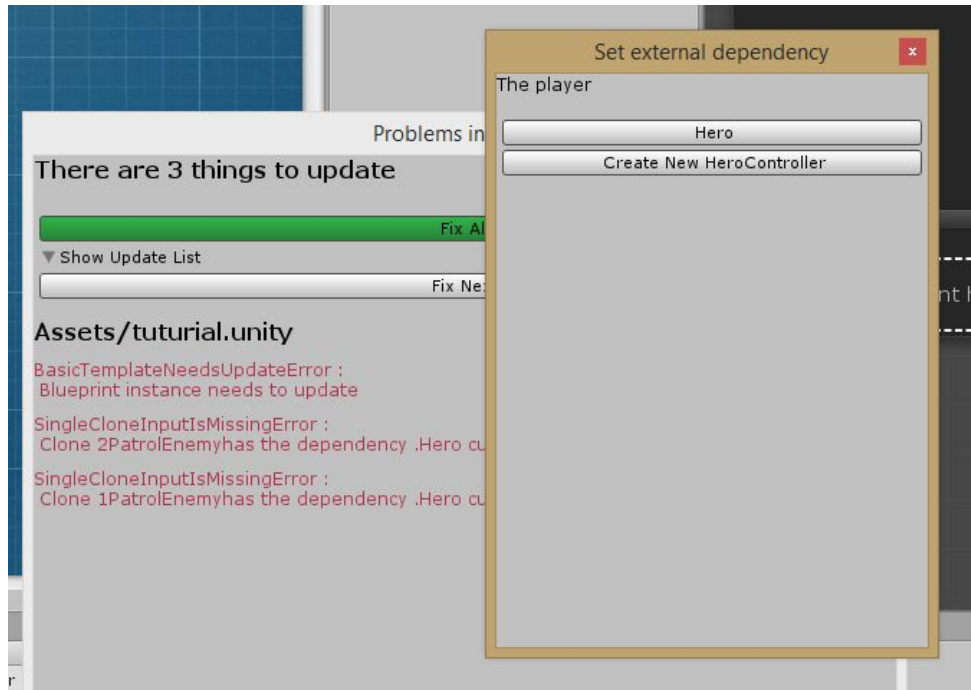 Set external dependency
x
The player
Hero
Create New HeroController
Problems in
There are 3 things to update
Fix Al
Show Update List
Fix Ne
Assets/tuturial.unity
BasicTemplateNeedsUpdateError :
Blueprint instance needs to update
SingleCloneInputIsMissingError :
Clone 2PatrolEnemyhas the dependency .Hero cu
SingleCloneInputIsMissingError :
Clone 1PatrolEnemyhas the dependency .Hero cu
nt
r